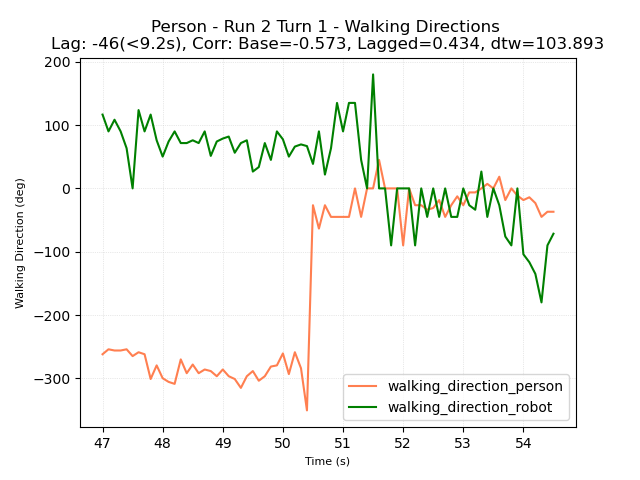 Person - Run 2 Turn 1 - Walking Directions
Lag: -46(<9.2s), Corr: Base=-0.573, Lagged=0.434, dtw=103.893
200
100
0
−100
−200
−300
Walking Direction (deg)
walking_direction_person
walking_direction_robot
47 48 49 50 51 52 53 54
Time (s)